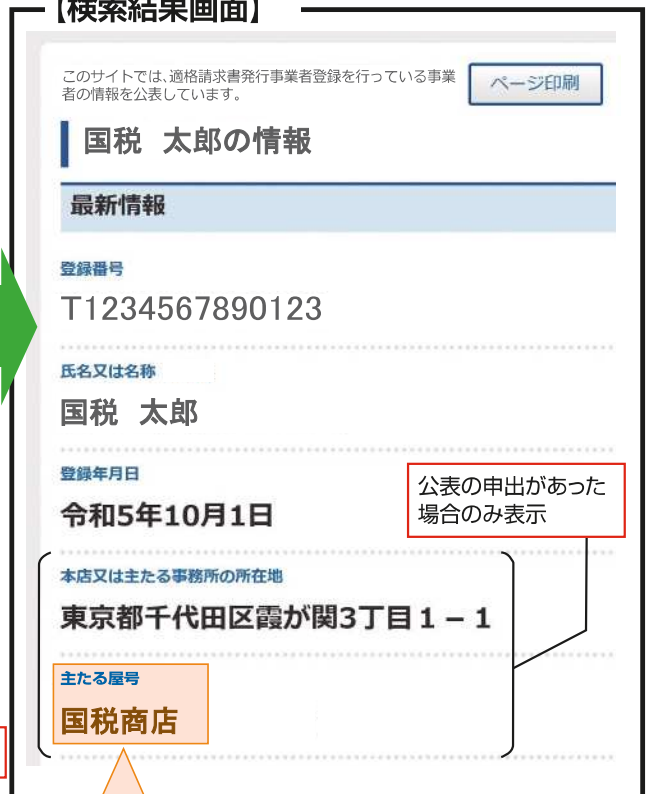 【検索結果画面】
このサイトでは、適格請求書発行事業者登録を行っている事業
者の情報を公表しています。
ページ印刷
国税 太郎の情報
最新情報
登録番号
T1234567890123
氏名又は名称
国税 太郎
登録年月日
令和5年10月1日
公表の申出があった
場合のみ表示
本店又は主たる事務所の所在地
東京都千代田区霞が関3丁目1－1
主たる屋号
国税商店